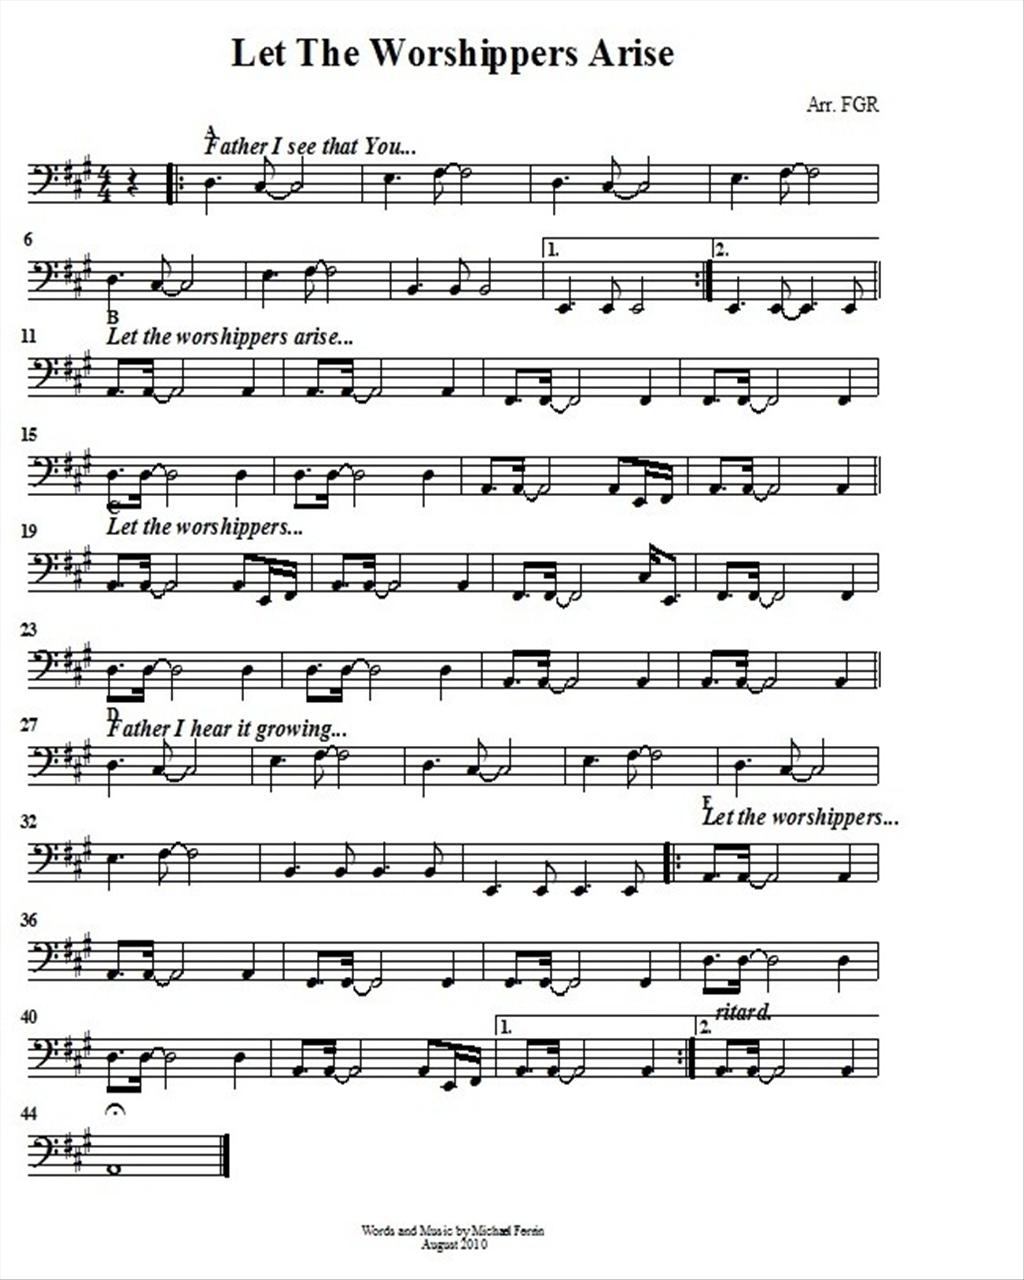 Let The Worshippers Arise
Arr. FGR
A
Father I see that You...
4
4
6
1.
2.
B
11
Let the worshippers arise...
15
C
19
Let the worshippers...
23
D
27
Father I hear it growing...
E
32
Let the worshippers...
36
ritard.
40
1.
2.
44
Words and Music by Michael Ferrin
August 2010